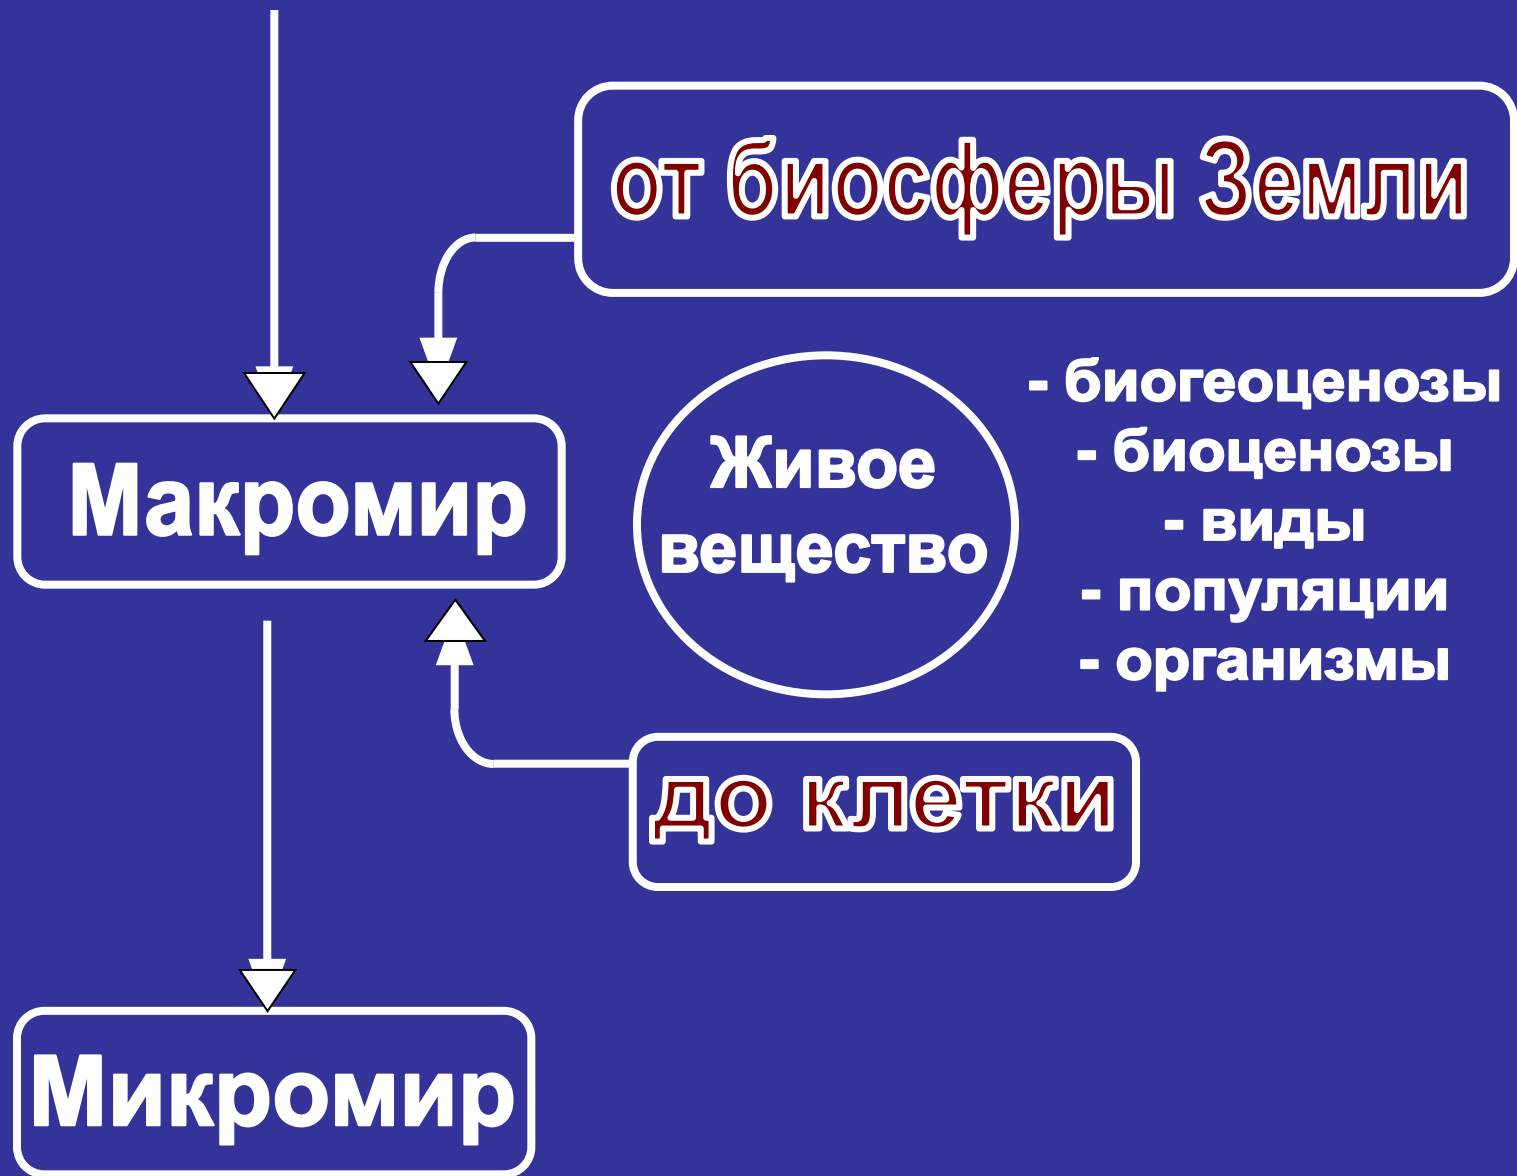 от биосферы Земли
Макромир
Живое
вещество
- биогеоценозы
- биоценозы
- виды
- популяции
- организмы
до клетки
Микромир